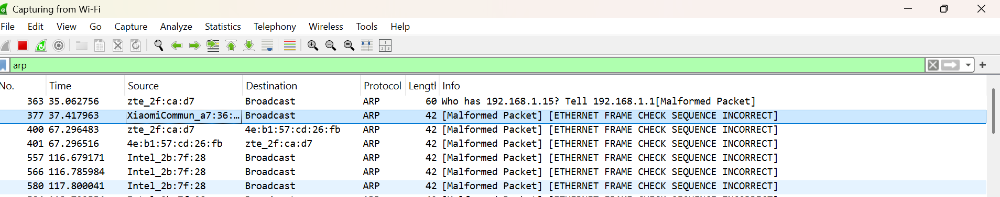 Capturing from Wi-Fi
File Edit View Go Capture Analyze Statistics Telephony Wireless Tools Help
arp
No. Time Source Destination Protocol Lengtl Info
363 35.062756 zte_2f:ca:d7 Broadcast ARP 60 Who has 192.168.1.15? Tell 192.168.1.1[Malformed Packet]
377 37.417963 XiaomiCommun_a7:36:… Broadcast ARP 42 [Malformed Packet] [ETHERNET FRAME CHECK SEQUENCE INCORRECT]
400 67.296483 zte_2f:ca:d7 4e:b1:57:cd:26:fb ARP 42 [Malformed Packet] [ETHERNET FRAME CHECK SEQUENCE INCORRECT]
401 67.296516 4e:b1:57:cd:26:fb zte_2f:ca:d7 ARP 42 [Malformed Packet] [ETHERNET FRAME CHECK SEQUENCE INCORRECT]
557 116.679171 Intel_2b:7f:28 Broadcast ARP 42 [Malformed Packet] [ETHERNET FRAME CHECK SEQUENCE INCORRECT]
566 116.785984 Intel_2b:7f:28 Broadcast ARP 42 [Malformed Packet] [ETHERNET FRAME CHECK SEQUENCE INCORRECT]
580 117.800041 Intel_2b:7f:28 Broadcast ARP 42 [Malformed Packet] [ETHERNET FRAME CHECK SEQUENCE INCORRECT]